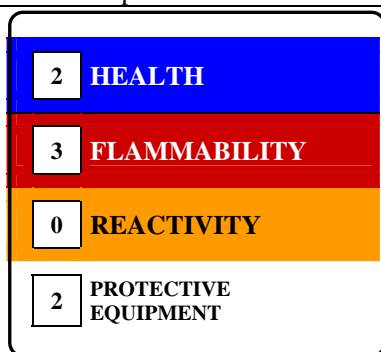 2 HEALTH
3 FLAMMABILITY
0 REACTIVITY
2 PROTECTIVE
EQUIPMENT